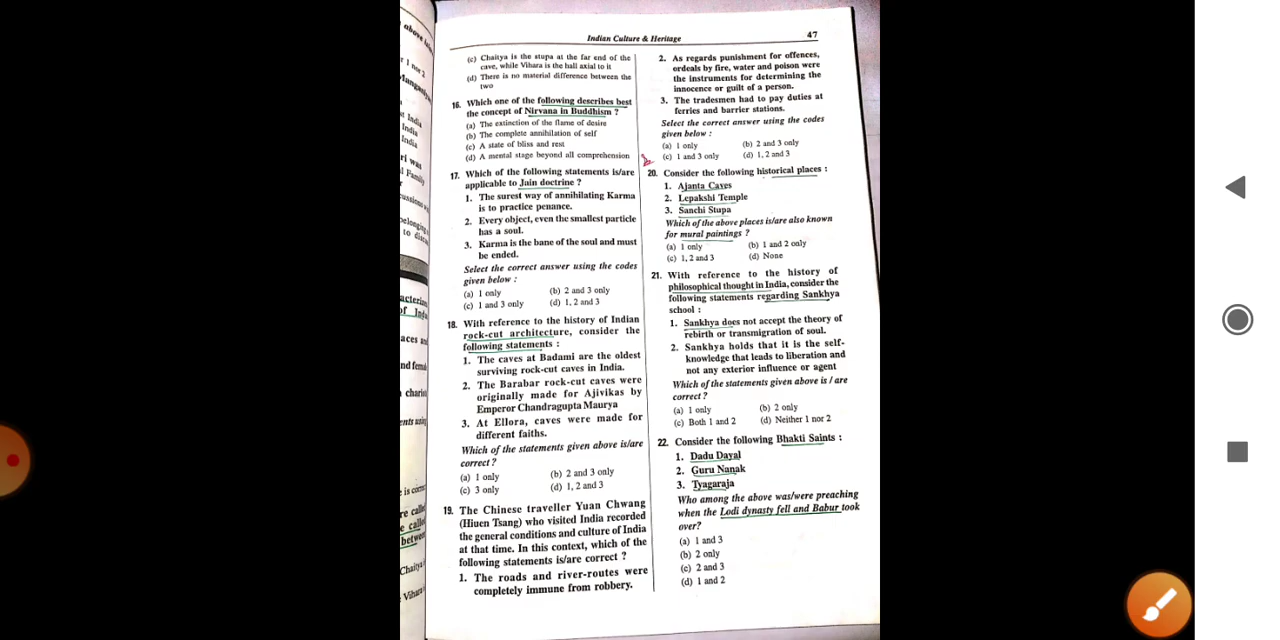 Indian Culture & Heritage
47
(c) Chaitya is the stupa at the far end of the
cave, while Vihara is the hall axial to it
(d) There is no material difference between the
two
16. Which one of the following describes best
the concept of Nirvana in Buddhism ?
(a) The extinction of the flame of desire
(b) The complete annihilation of self
(c) A state of bliss and rest
(d) A mental stage beyond all comprehension
17. Which of the following statements is/are
applicable to Jain doctrine ?
1. The surest way of annihilating Karma
is to practice penance.
2. Every object, even the smallest particle
has a soul.
3. Karma is the bane of the soul and must
be ended.
Select the correct answer using the codes
given below :
(a) 1 only (b) 2 and 3 only
(c) 1 and 3 only (d) 1, 2 and 3
18. With reference to the history of Indian
rock-cut architecture, consider the
following statements :
1. The caves at Badami are the oldest
surviving rock-cut caves in India.
2. The Barabar rock-cut caves were
originally made for Ajivikas by
Emperor Chandragupta Maurya
3. At Ellora, caves were made for
different faiths.
Which of the statements given above is/are
correct ?
(a) 1 only (b) 2 and 3 only
(c) 3 only (d) 1, 2 and 3
19. The Chinese traveller Yuan Chwang
(Hiuen Tsang) who visited India recorded
the general conditions and culture of India
at that time. In this context, which of the
following statements is/are correct ?
1. The roads and river-routes were
completely immune from robbery.
2. As regards punishment for offences,
ordeals by fire, water and poison were
the instruments for determining the
innocence or guilt of a person.
3. The tradesmen had to pay duties at
ferries and barrier stations.
Select the correct answer using the codes
given below :
(a) 1 only (b) 2 and 3 only
(c) 1 and 3 only (d) 1, 2 and 3
20. Consider the following historical places :
1. Ajanta Caves
2. Lepakshi Temple
3. Sanchi Stupa
Which of the above places is/are also known
for mural paintings ?
(a) 1 only (b) 1 and 2 only
(c) 1, 2 and 3 (d) None
21. With reference to the history of
philosophical thought in India, consider the
following statements regarding Sankhya
school :
1. Sankhya does not accept the theory of
rebirth or transmigration of soul.
2. Sankhya holds that it is the self-
knowledge that leads to liberation and
not any exterior influence or agent
Which of the statements given above is / are
correct ?
(a) 1 only (b) 2 only
(c) Both 1 and 2 (d) Neither 1 nor 2
22. Consider the following Bhakti Saints :
1. Dadu Dayal
2. Guru Nanak
3. Tyagaraja
Who among the above was/were preaching
when the Lodi dynasty fell and Babur took
over?
(a) 1 and 3
(b) 2 only
(c) 2 and 3
(d) 1 and 2